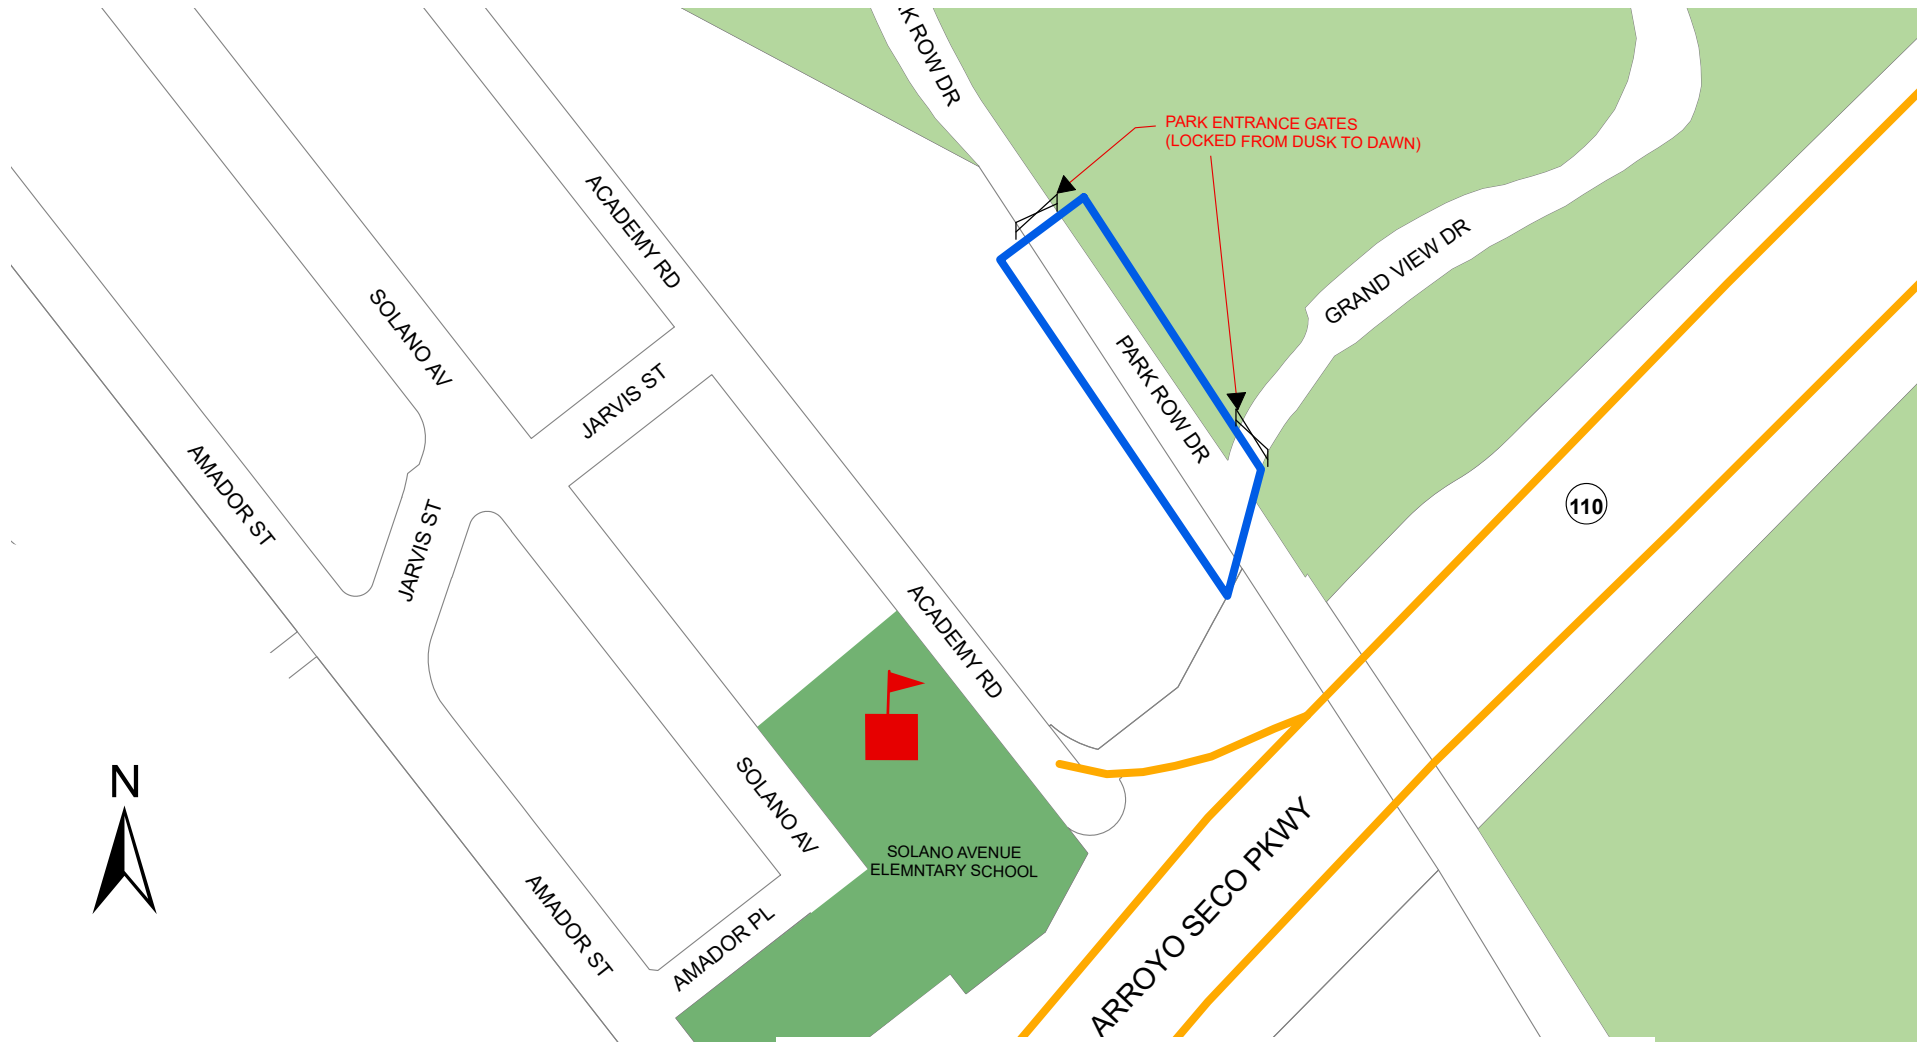 K ROW DR
PARK ENTRANCE GATES
(LOCKED FROM DUSK TO DAWN)
ACADEMY RD
GRAND VIEW DR
SOLANO AV
JARVIS ST
PARK ROW DR
AMADOR ST
JARVIS ST
110
ACADEMY RD
SOLANO AV
N
SOLANO AVENUE
ELEMNTARY SCHOOL
ARROYO SECO PKWY
AMADOR ST
AMADOR PL